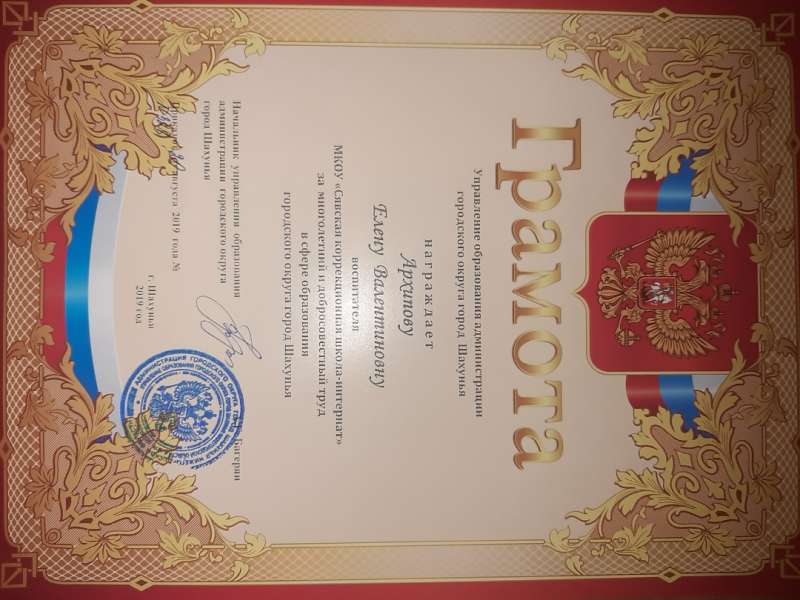 Грамота
Управление образования администрации
городского округа город Шахунья
награждает
Архипову
Елену Валентиновну
воспитателя
МКОУ «Сявская коррекционная школа-интернат»
за многолетний и добросовестный труд
в сфере образования
городского округа город Шахунья
Начальник управления образования
администрации городского округа
город Шахунья
августа 2019 года №
г. Шахунья
2019 год